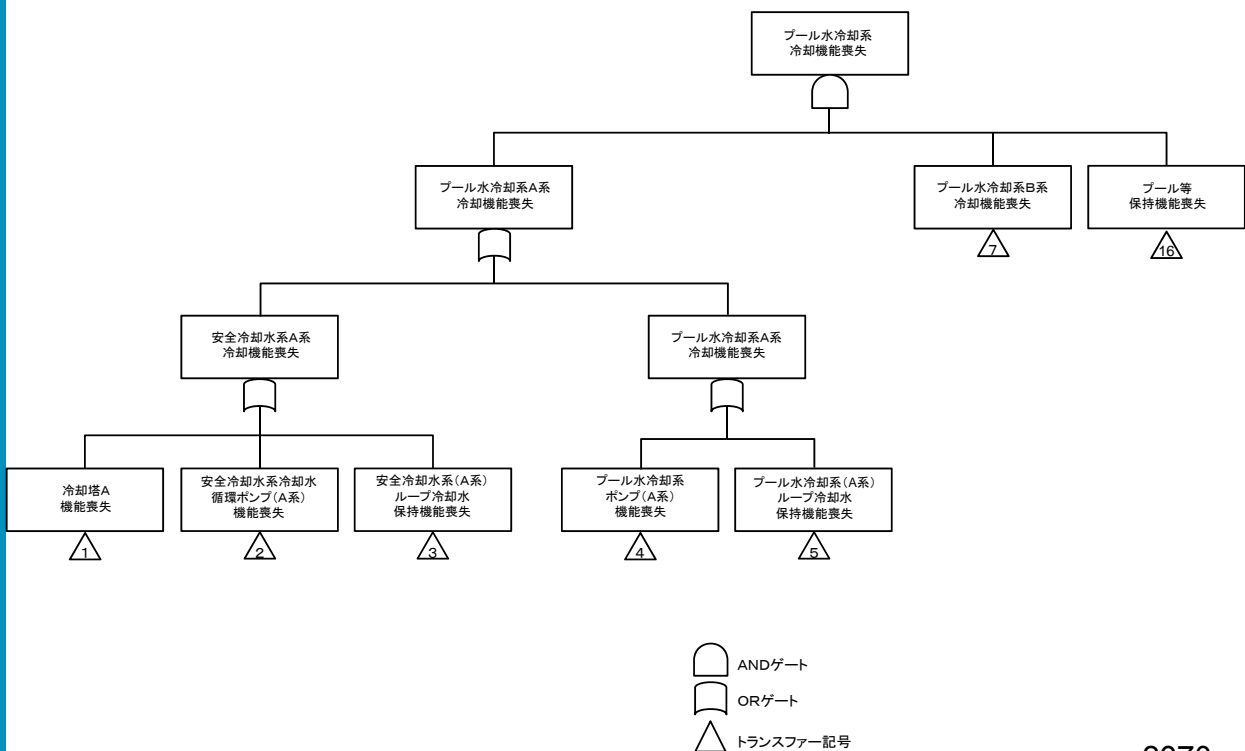 プール水冷却系
冷却機能喪失
プール水冷却系A系
冷却機能喪失
プール水冷却系B系
冷却機能喪失
プール等
保持機能喪失
7
16
安全冷却水系A系
冷却機能喪失
プール水冷却系A系
冷却機能喪失
冷却塔A
機能喪失
安全冷却水系冷却水
循環ポンプ(A系)
機能喪失
安全冷却水系(A系)
ループ冷却水
保持機能喪失
プール水冷却系
ポンプ(A系)
機能喪失
プール水冷却系(A系)
ループ冷却水
保持機能喪失
1
2
3
4
5
ANDゲート
ORゲート
トランスファー記号